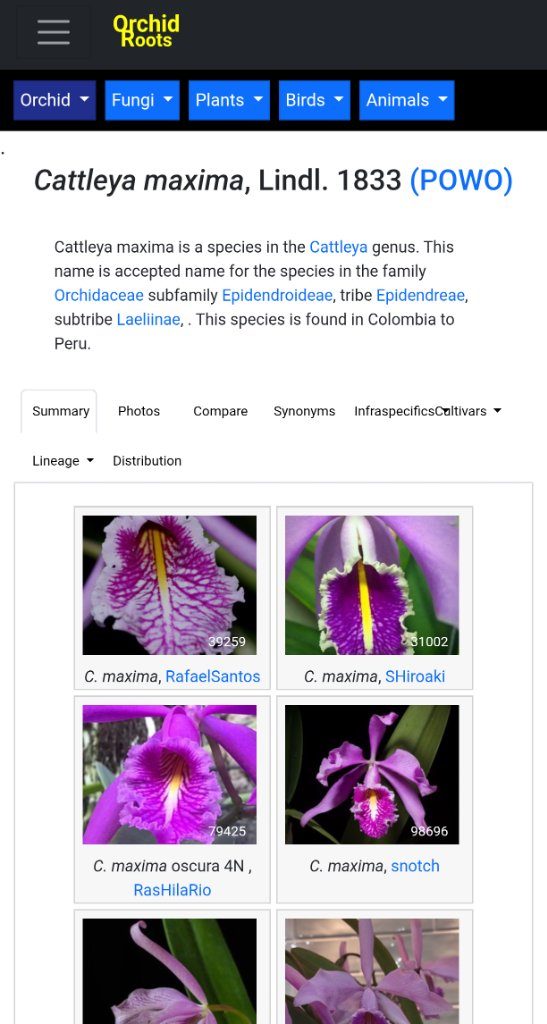 Orchid
Roots
Orchid Fungi Plants Birds Animals
.
Cattleya maxima, Lindl. 1833 (POWO)
Cattleya maxima is a species in the Cattleya genus. This
name is accepted name for the species in the family
Orchidaceae subfamily Epidendroideae, tribe Epidendreae,
subtribe Laeliinae, , . This species is found in Colombia to
Peru.
Summary Photos Compare Synonyms Infraspecifics Cultivars
Lineage Distribution
39259 31002
C. maxima, RafaelSantos C. maxima, SHiroaki
79425 98696
C. maxima oscura 4N , C. maxima, snotch
RasHilaRio